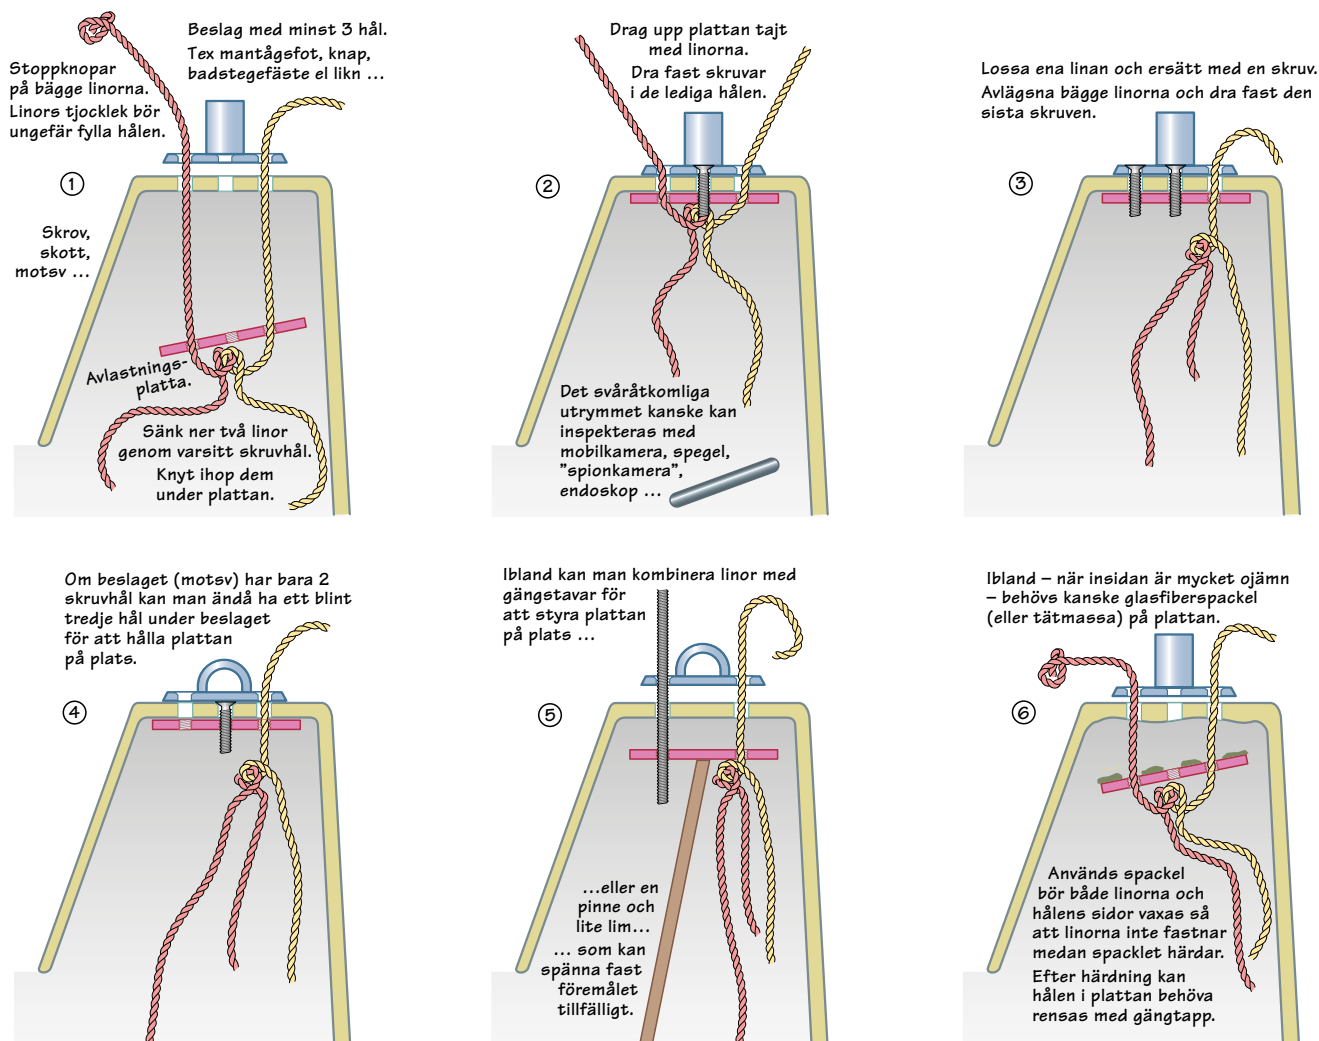 Beslag med minst 3 hål.
Tex mantågsfot, knap,
badstegefäste el likn ...
Stoppknopar
på bägge linorna.
Linors tjocklek bör
ungefär fylla hålen.
1
Skrov,
skott,
motsv ...
Avlastnings-
platta.
Sänk ner två linor
genom varsitt skruvhål.
Knyt ihop dem
under plattan.
Drag upp plattan tajt
med linorna.
Dra fast skruvar
i de lediga hålen.
2
Det svåråtkomliga
utrymmet kanske kan
inspekteras med
mobilkamera, spegel,
”spionkamera”,
endoskop ...
Lossa ena linan och ersätt med en skruv.
Avlägsna bägge linorna och dra fast den
sista skruven.
3
Om beslaget (motsv) har bara 2
skruvhål kan man ändå ha ett blint
tredje hål under beslaget
för att hålla plattan
på plats.
4
Ibland kan man kombinera linor med
gängstavar för
att styra plattan
på plats ...
5
...eller en
pinne och
lite lim...
... som kan
spänna fast
föremålet
tillfälligt.
Ibland – när insidan är mycket ojämn
– behövs kanske glasfiberspackel
(eller tätmassa) på plattan.
6
Används spackel
bör både linorna och
hålens sidor vaxas så
att linorna inte fastnar
medan spacklet härdar.
Efter härdning kan
hålen i plattan behöva
rensas med gängtapp.